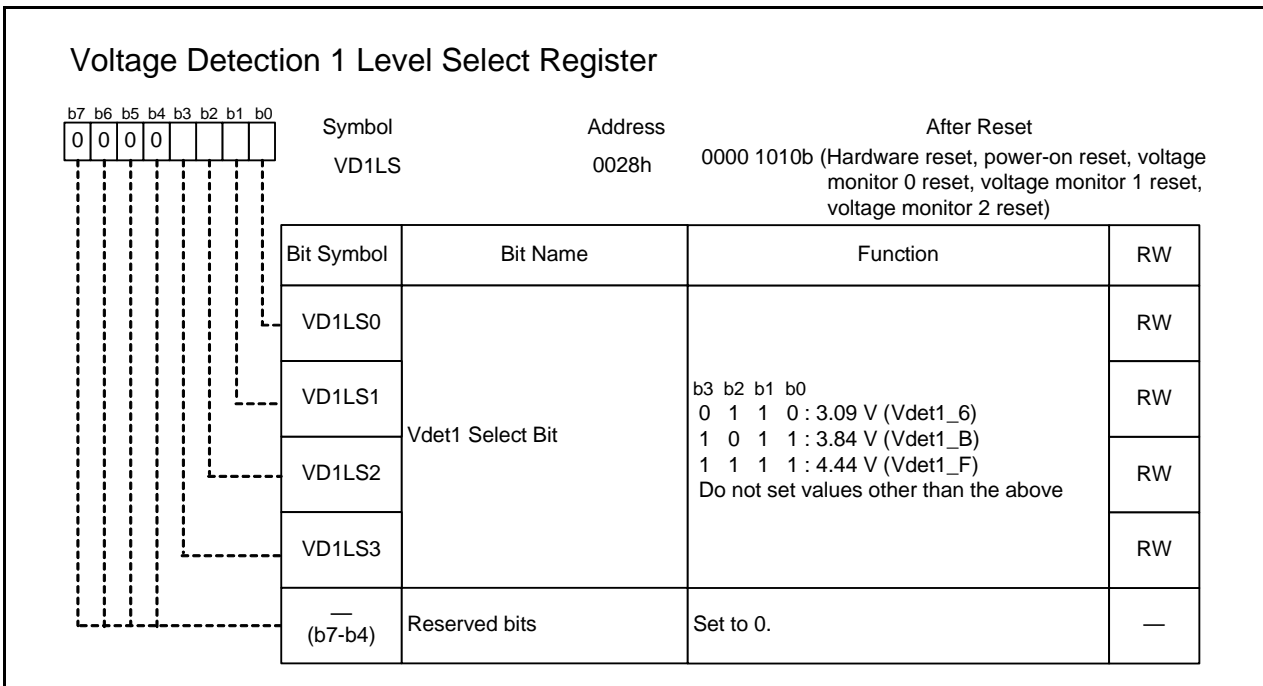 Voltage Detection 1 Level Select Register
b7 b6 b5 b4 b3 b2 b1 b0
0 0 0 0
Symbol Address After Reset
VD1LS 0028h 0000 1010b (Hardware reset, power-on reset, voltage
monitor 0 reset, voltage monitor 1 reset,
voltage monitor 2 reset)
Bit Symbol Bit Name Function RW
VD1LS0 RW
VD1LS1 RW
VD1LS2 RW
VD1LS3 RW
Vdet1 Select Bit
b3 b2 b1 b0
0 1 1 0 : 3.09 V (Vdet1_6)
1 0 1 1 : 3.84 V (Vdet1_B)
1 1 1 1 : 4.44 V (Vdet1_F)
Do not set values other than the above
—
(b7-b4) Reserved bits Set to 0. —